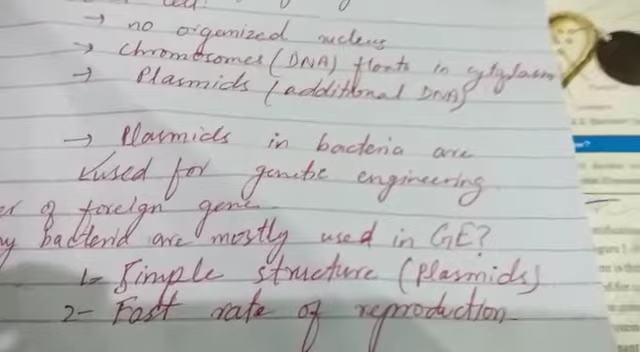 cell.
→ no organized nucleus
→ Chromosomes (DNA) floats in cytoplasm
→ Plasmids (additional DNA)
→ Plasmids in bacteria are
used for genetic engineering
of foreign gene
bacteria are mostly used in GE?
1- Simple structure (Plasmids)
2- Fast rate of reproduction